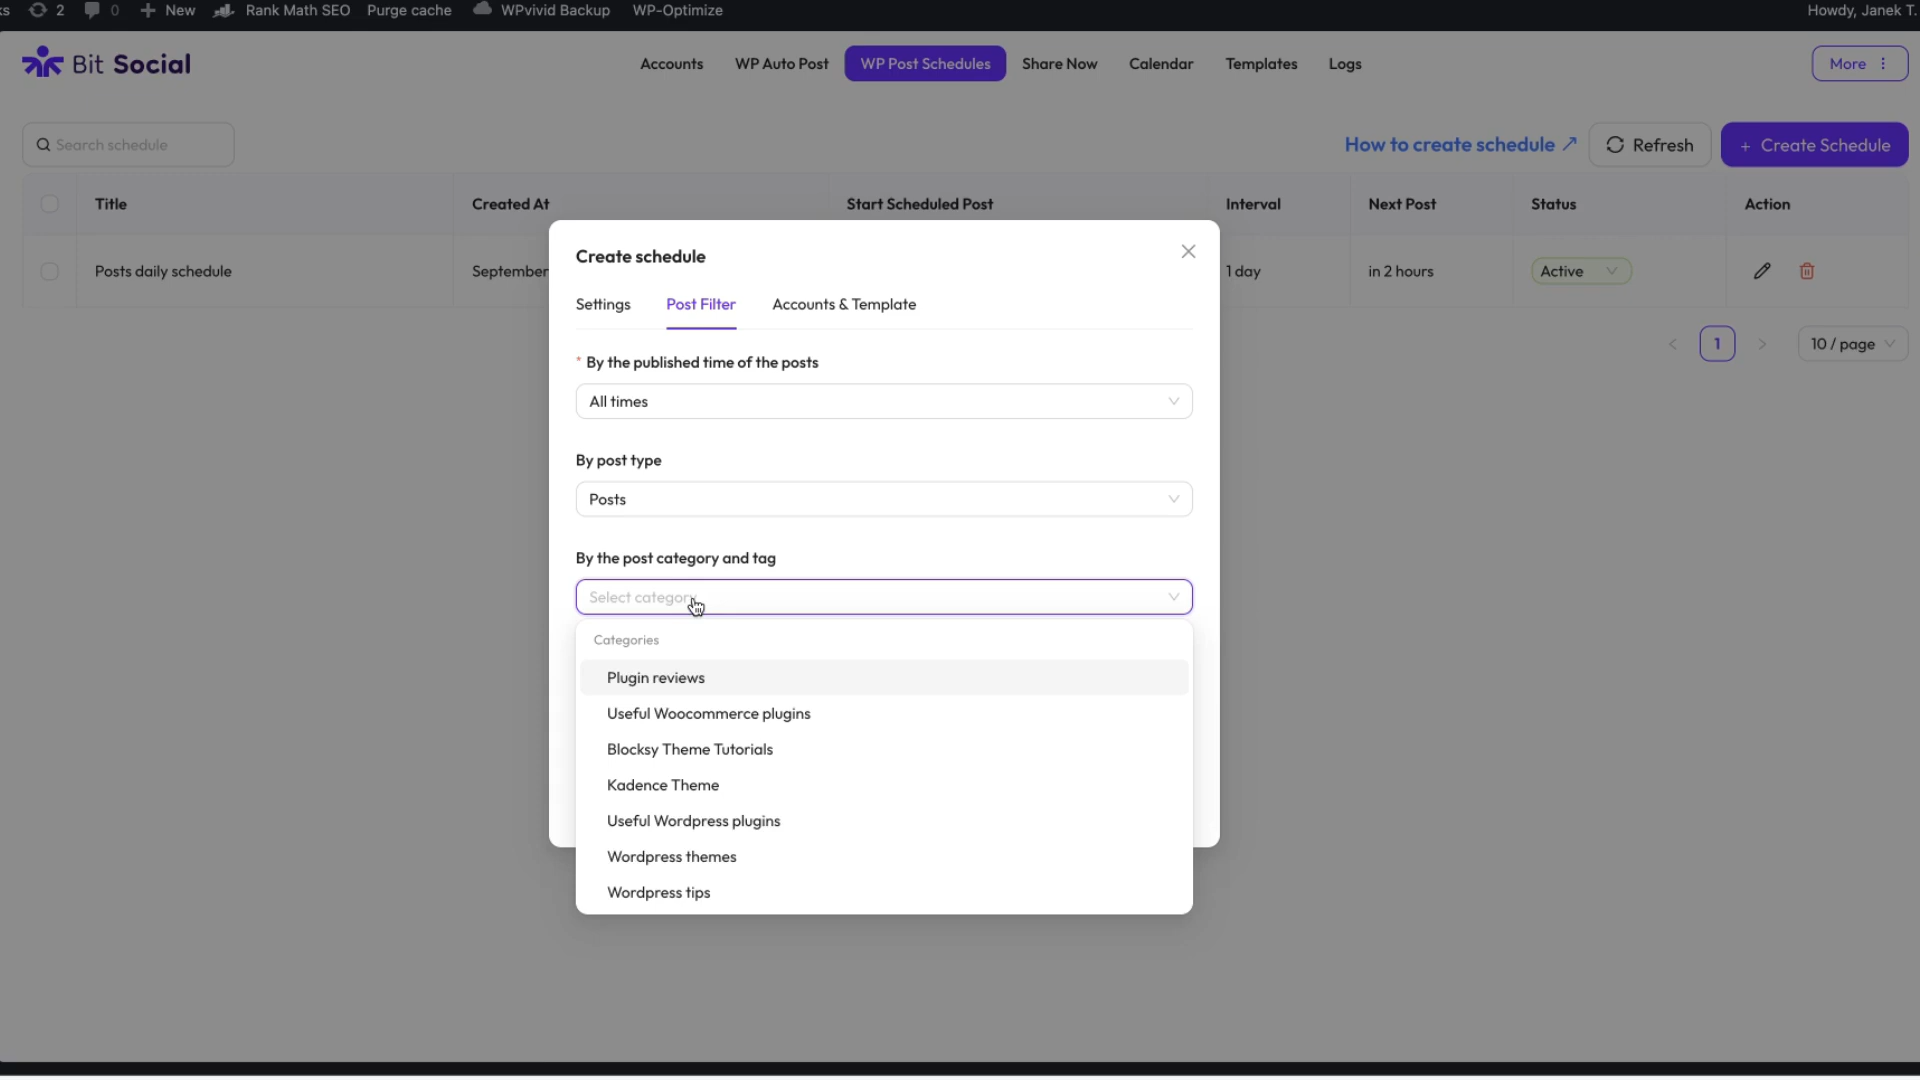 ks 2 0 New Rank Math SEO Purge cache WPvivid Backup WP-Optimize Howdy, Janek T.
Bit Social Accounts WP Auto Post WP Post Schedules Share Now Calendar Templates Logs More
Search schedule How to create schedule Refresh + Create Schedule
Title Created At Start Scheduled Post Interval Next Post Status Action
Posts daily schedule September 1 day in 2 hours Active
1 10 / page
Create schedule
Settings Post Filter Accounts & Template
* By the published time of the posts
All times
By post type
Posts
By the post category and tag
Select category
Categories
Plugin reviews
Useful Woocommerce plugins
Blocksy Theme Tutorials
Kadence Theme
Useful Wordpress plugins
Wordpress themes
Wordpress tips